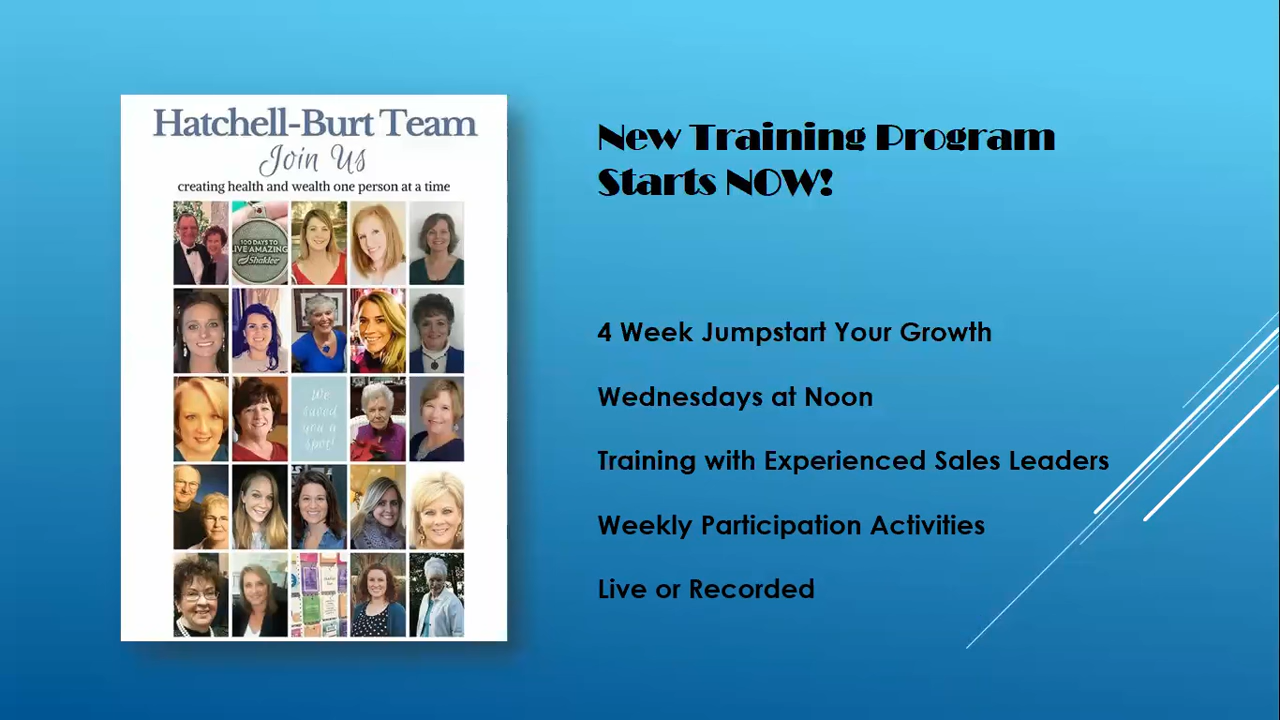 Hatchell-Burt Team
Join Us
creating health and wealth one person at a time
100 DAYS TO
LIVE AMAZING
Shaklee
We
saved
you a
spot!
New Training Program
Starts NOW!
4 Week Jumpstart Your Growth
Wednesdays at Noon
Training with Experienced Sales Leaders
Weekly Participation Activities
Live or Recorded